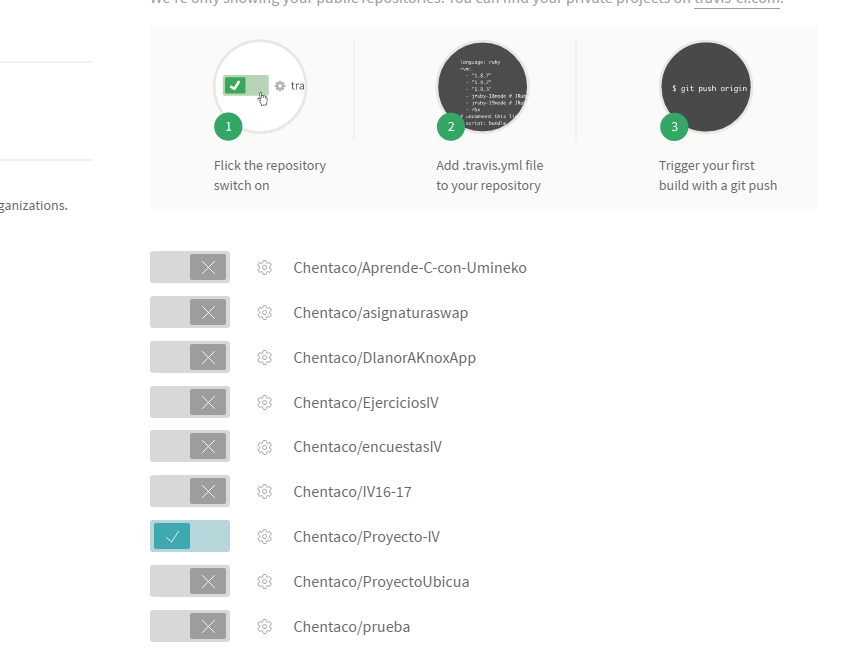 We're only showing your public repositories. You can find your private projects on travis-ci.com.
tra
language: ruby
rvm:
- "1.8.7"
- "1.9.2"
- "1.9.3"
- jruby-18mode # JRub
- jruby-19mode # JRu
- rbx
# uncomment this lin
script: bundle
$ git push origin
1
2
3
Flick the repository
switch on
Add .travis.yml file
to your repository
Trigger your first
build with a git push
ganizations.
Chentaco/Aprende-C-con-Umineko
Chentaco/asignaturaswap
Chentaco/DlanorAKnoxApp
Chentaco/EjerciciosIV
Chentaco/encuestasIV
Chentaco/IV16-17
Chentaco/Proyecto-IV
Chentaco/ProyectoUbicua
Chentaco/prueba